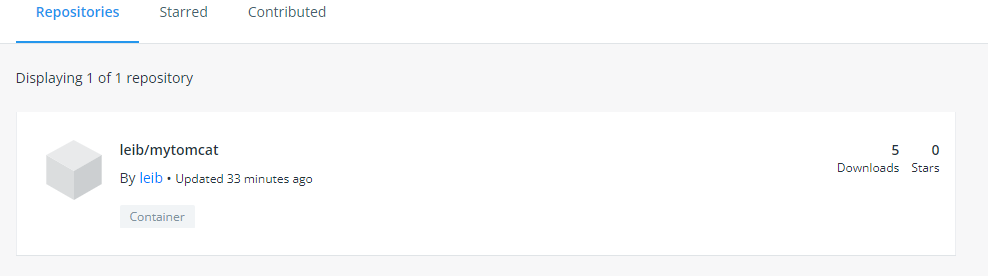 Repositories Starred Contributed
Displaying 1 of 1 repository
leib/mytomcat 5 0
By leib • Updated 33 minutes ago Downloads Stars
Container